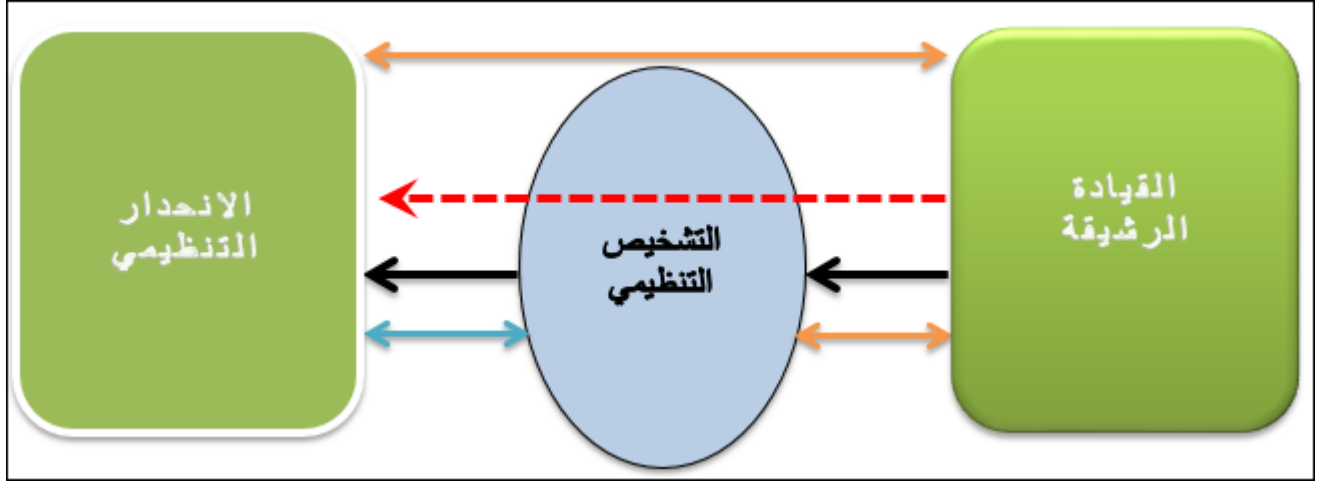 القيادة
الرشيقة
التشخيص
التنظيمي
الانحدار
التنظيمي